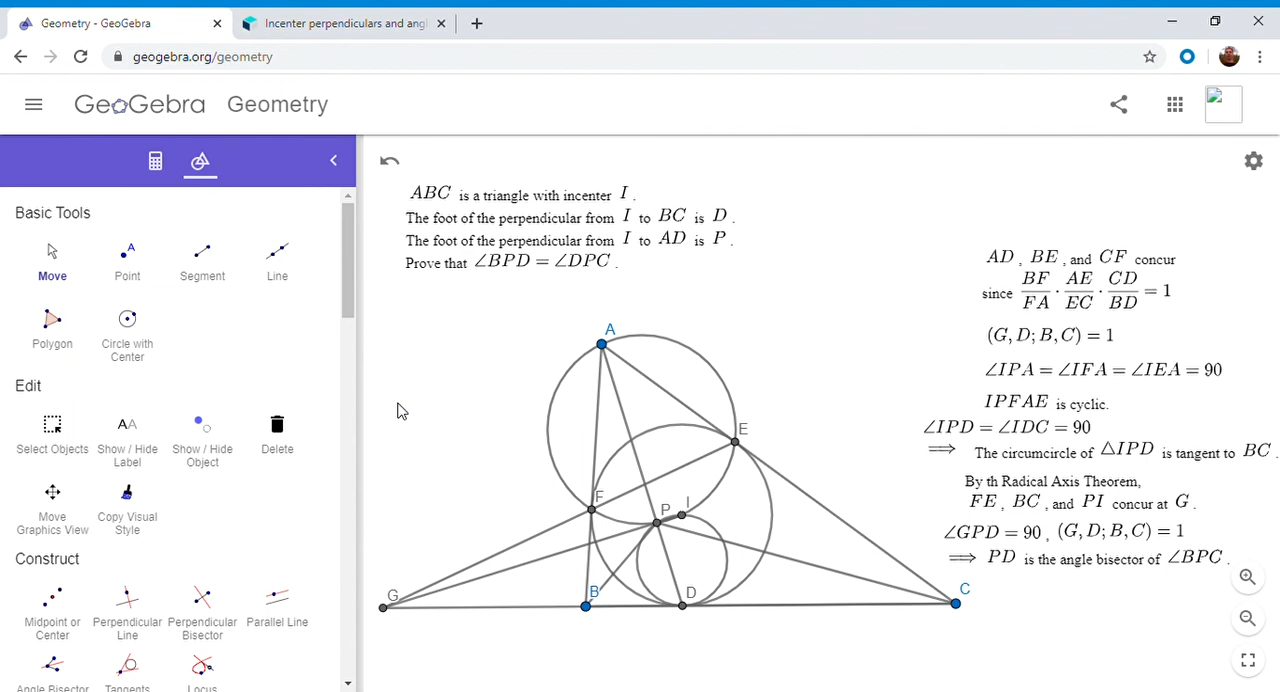 Geometry - GeoGebra
Incenter perpendiculars and ang
geogebra.org/geometry
GeoGebra Geometry
Basic Tools
Move
Point
Segment
Line
Polygon
Circle with
Center
Edit
Select Objects
Show / Hide
Label
Show / Hide
Object
Delete
Move
Graphics View
Copy Visual
Style
Construct
Midpoint or
Center
Perpendicular
Line
Perpendicular
Bisector
Parallel Line
Angle Bisector
Tangents
Locus
ABC is a triangle with incenter I .
The foot of the perpendicular from I to BC is D .
The foot of the perpendicular from I to AD is P .
Prove that ∠BPD = ∠DPC .
A
E
F
P
I
G
B
D
C
AD , BE , and CF concur
since BF/FA · AE/EC · CD/BD = 1
(G, D; B, C) = 1
∠IPA = ∠IFA = ∠IEA = 90
IPFAE is cyclic.
∠IPD = ∠IDC = 90
⟹ The circumcircle of △IPD is tangent to BC .
By th Radical Axis Theorem,
FE , BC , and PI concur at G .
∠GPD = 90 , (G, D; B, C) = 1
⟹ PD is the angle bisector of ∠BPC .